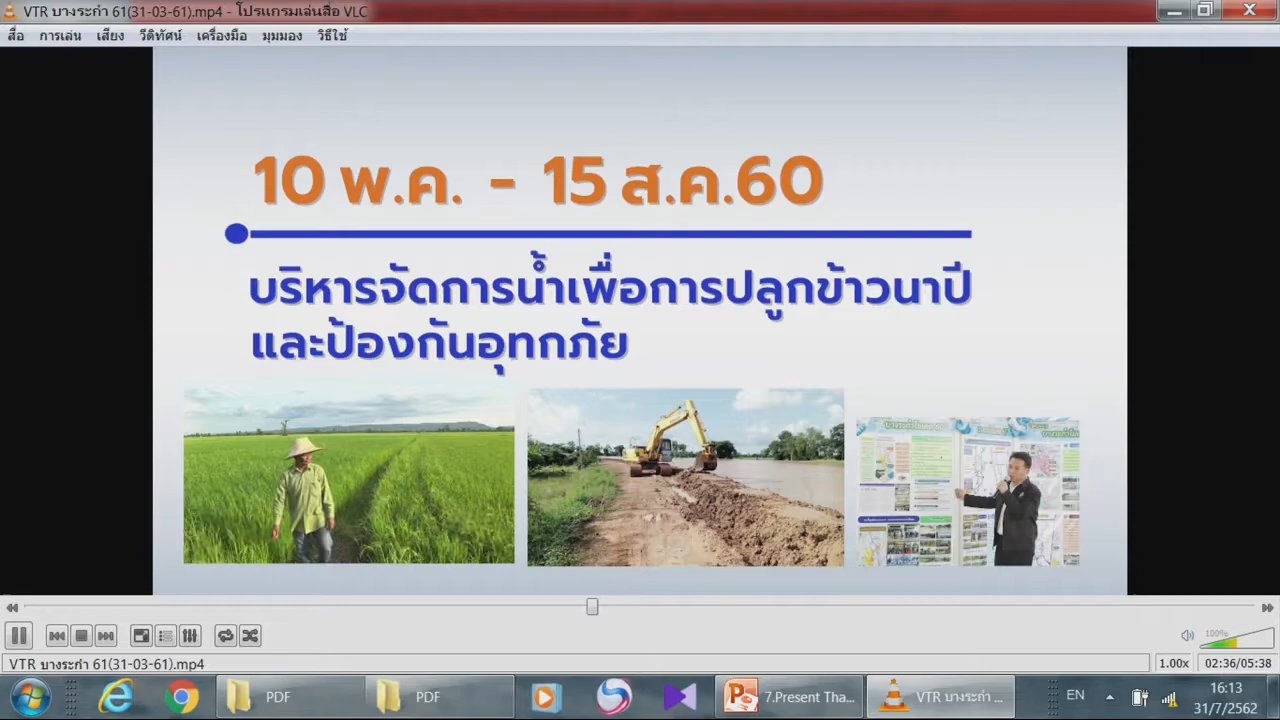 VTR บางระกำ 61(31-03-61).mp4 - โปรแกรมเล่นสื่อ VLC
สื่อ การเล่น เสียง วีดิทัศน์ เครื่องมือ มุมมอง วิธีใช้
10 พ.ค. - 15 ส.ค.60
บริหารจัดการน้ำเพื่อการปลูกข้าวนาปี
และป้องกันอุทกภัย
100%
VTR บางระกำ 61(31-03-61).mp4
1.00x
02:36/05:38
PDF
PDF
7.Present Tha...
VTR บางระกำ ...
EN
16:13
31/7/2562